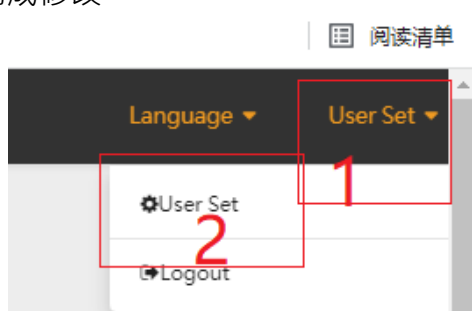 阅读清单
Language
User Set
1
User Set
2
Logout